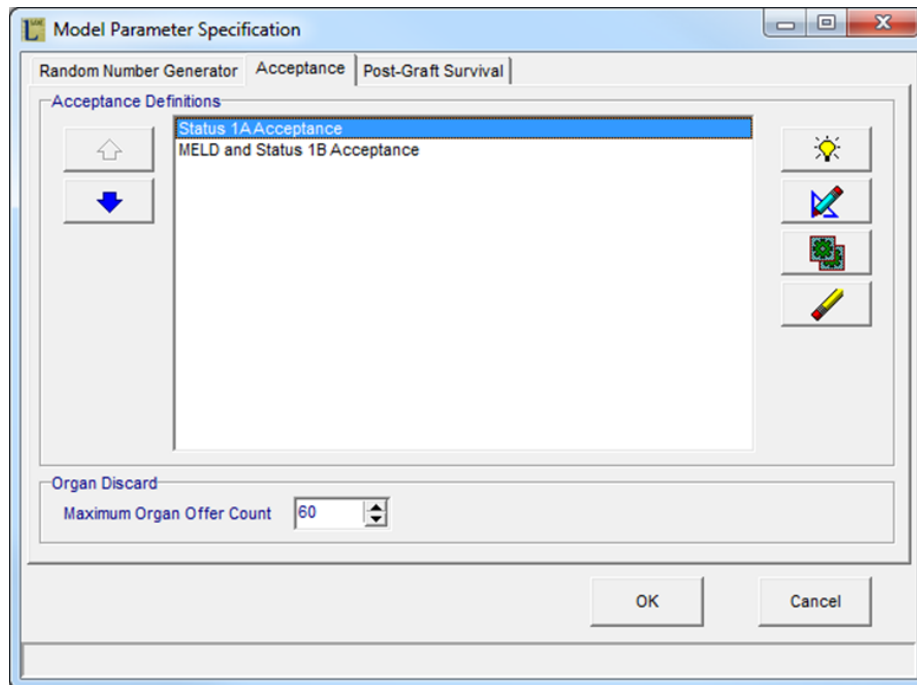 Model Parameter Specification
Random Number Generator Acceptance Post-Graft Survival
Acceptance Definitions
Status 1A Acceptance
MELD and Status 1B Acceptance
Organ Discard
Maximum Organ Offer Count 60
OK Cancel